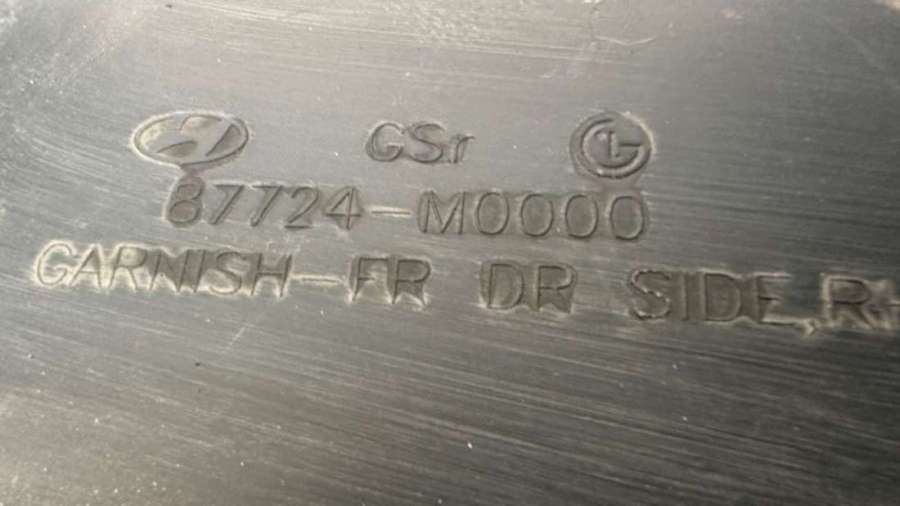 GSr
87724-M0000
GARNISH-FR DR SIDE,R